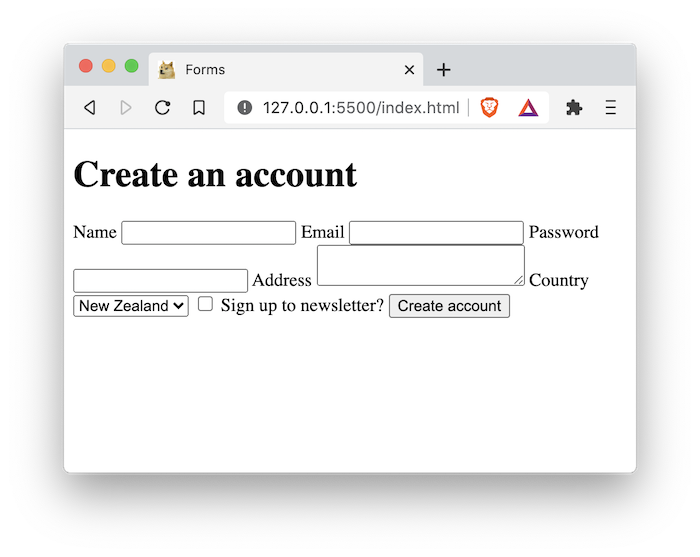 Forms
127.0.0.1:5500/index.html
Create an account
Name Email Password
Address Country
New Zealand Sign up to newsletter? Create account